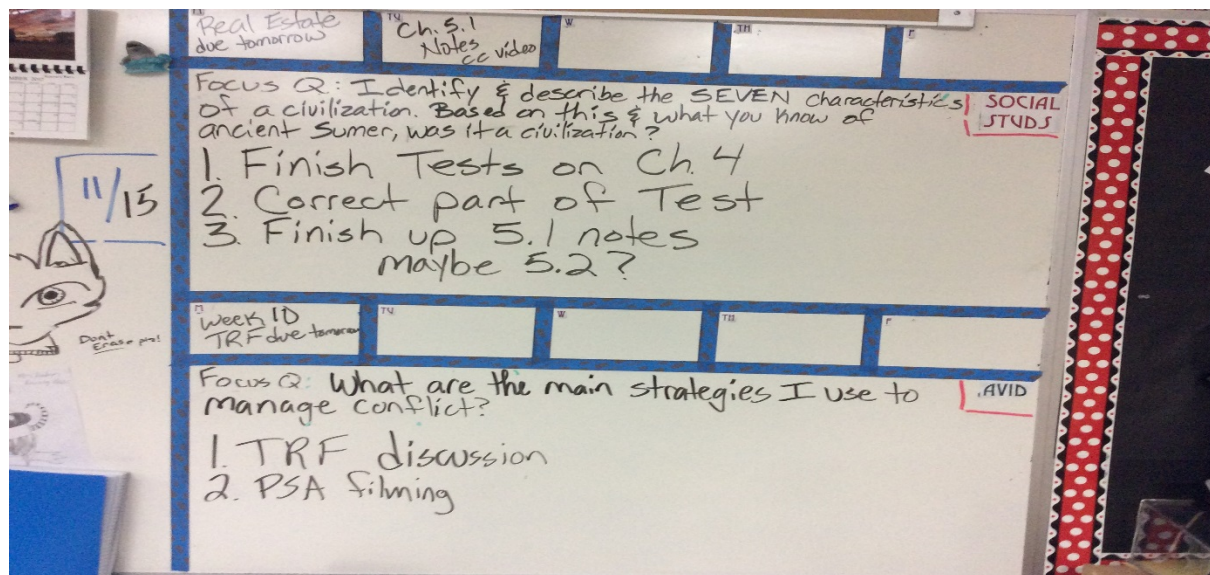 M
Real Estate
due tomorrow
TU
Ch. 5.1
Notes
CC video
W
TH
F
Focus Q: Identify & describe the SEVEN characteristics
of a civilization. Based on this & what you know of
ancient Sumer, was it a civilization?
SOCIAL
STUDS
1. Finish Tests on Ch. 4
2. Correct part of Test
3. Finish up 5.1 notes
maybe 5.2?
11/15
Don't
Erase me!
M
Week 10
TRF due tomorrow
TU
W
TH
F
Focus Q: What are the main strategies I use to
manage conflict?
AVID
1. TRF discussion
2. PSA filming